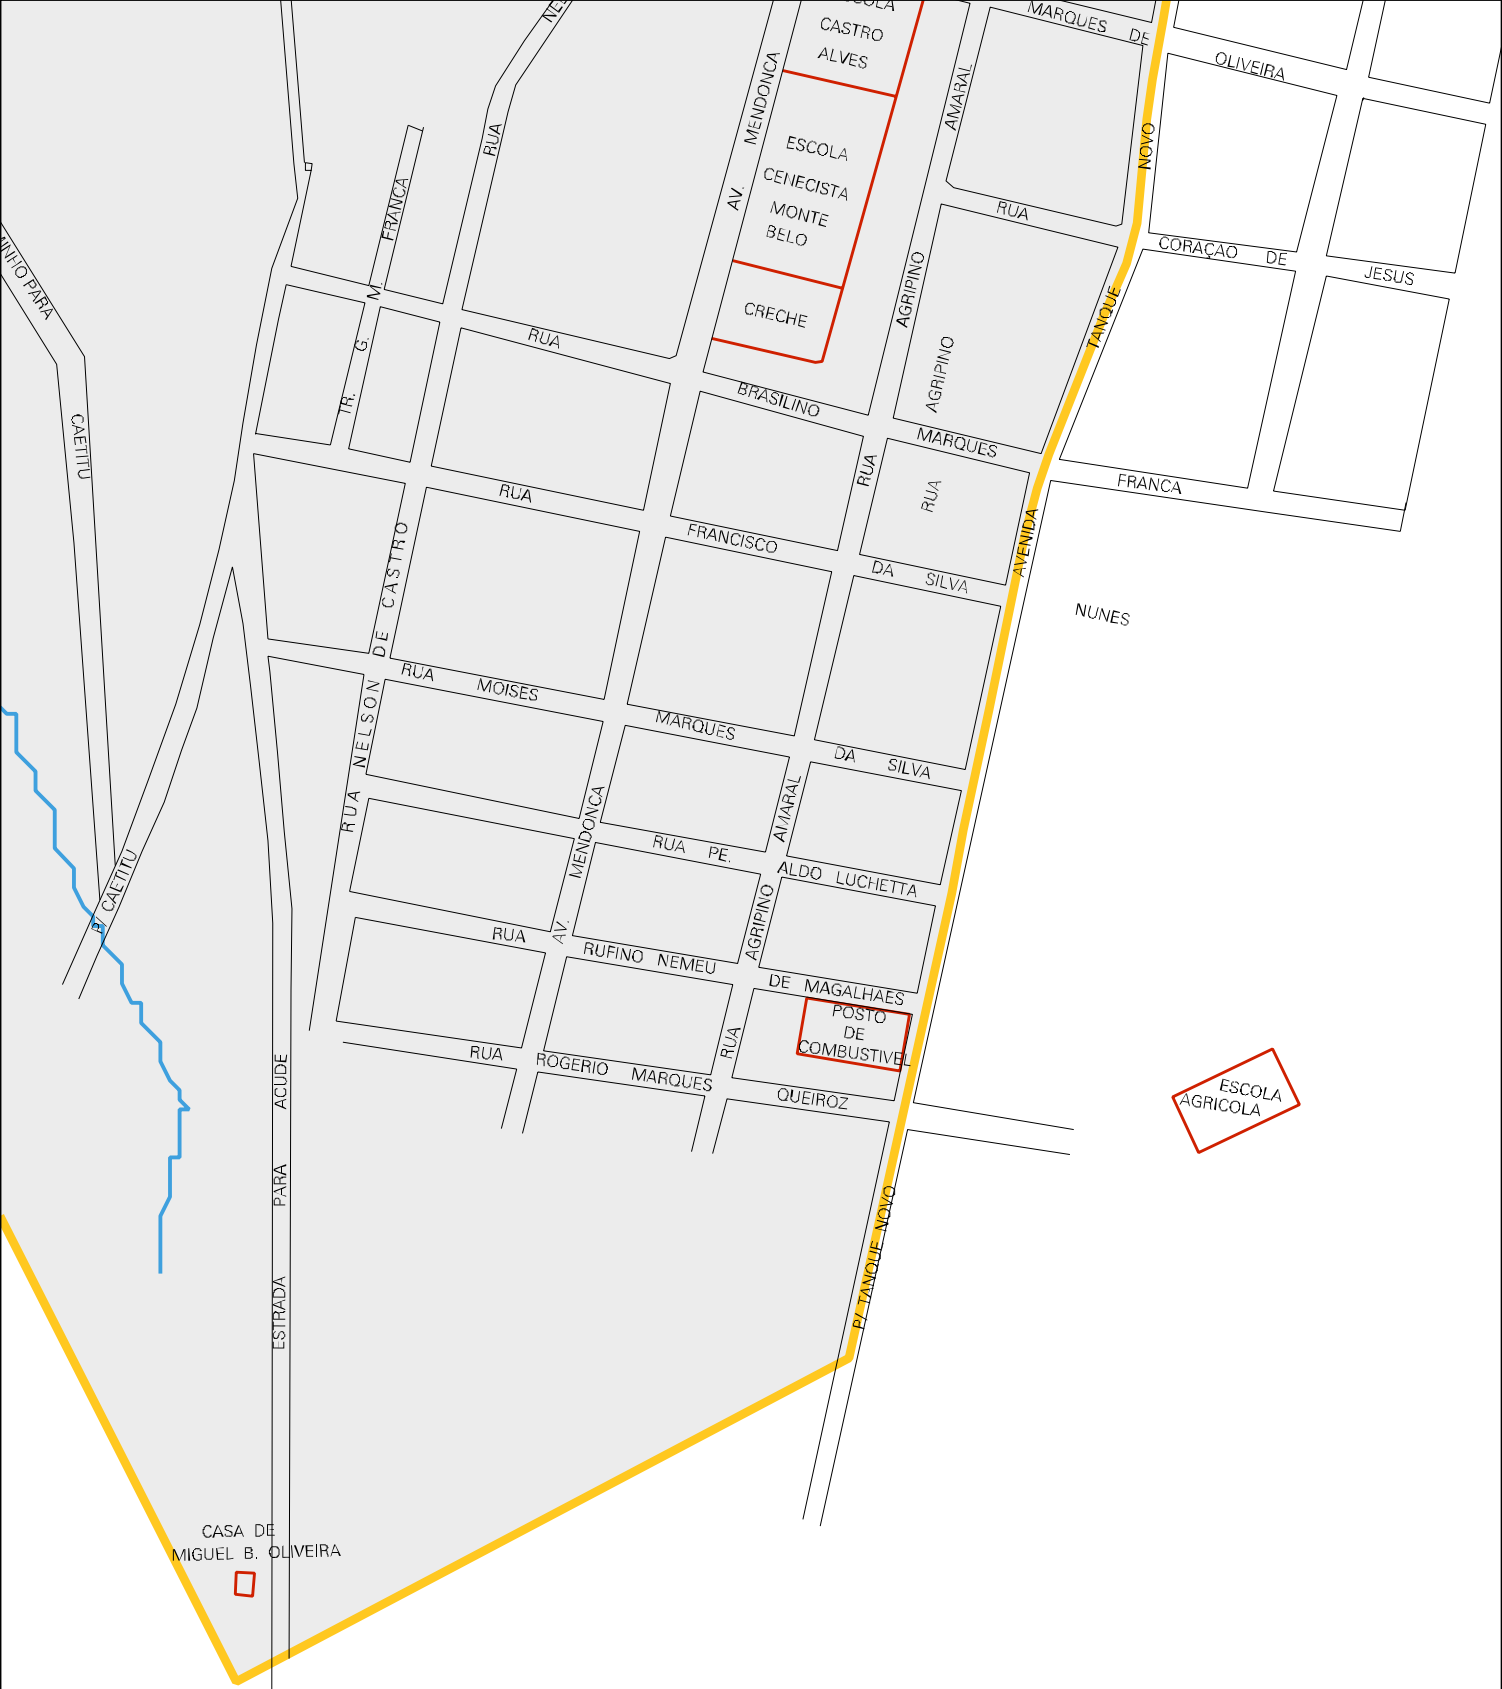 CASTRO
ALVES
MARQUES DE
OLIVEIRA
RUA
AV. MENDONCA
ESCOLA
CENECISTA
MONTE
BELO
CRECHE
RUA AGRIPINO AMARAL
RUA
CORAÇAO DE JESUS
TR. G. M. FRANCA
RUA AGRIPINO
AVENIDA TANQUE NOVO
PARA
CAETITU
RUA BRASILINO MARQUES FRANCA
RUA FRANCISCO DA SILVA
NUNES
RUA NELSON DE CASTRO
RUA MOISES MARQUES DA SILVA
AV. MENDONCA
RUA AGRIPINO AMARAL
RUA PE. ALDO LUCHETTA
P/ CAETITU
RUA RUFINO NEMEU DE MAGALHAES
POSTO
DE
COMBUSTIVEL
RUA ROGERIO MARQUES QUEIROZ
ESCOLA
AGRICOLA
ESTRADA PARA ACUDE
P/ TANQUE NOVO
CASA DE
MIGUEL B. OLIVEIRA